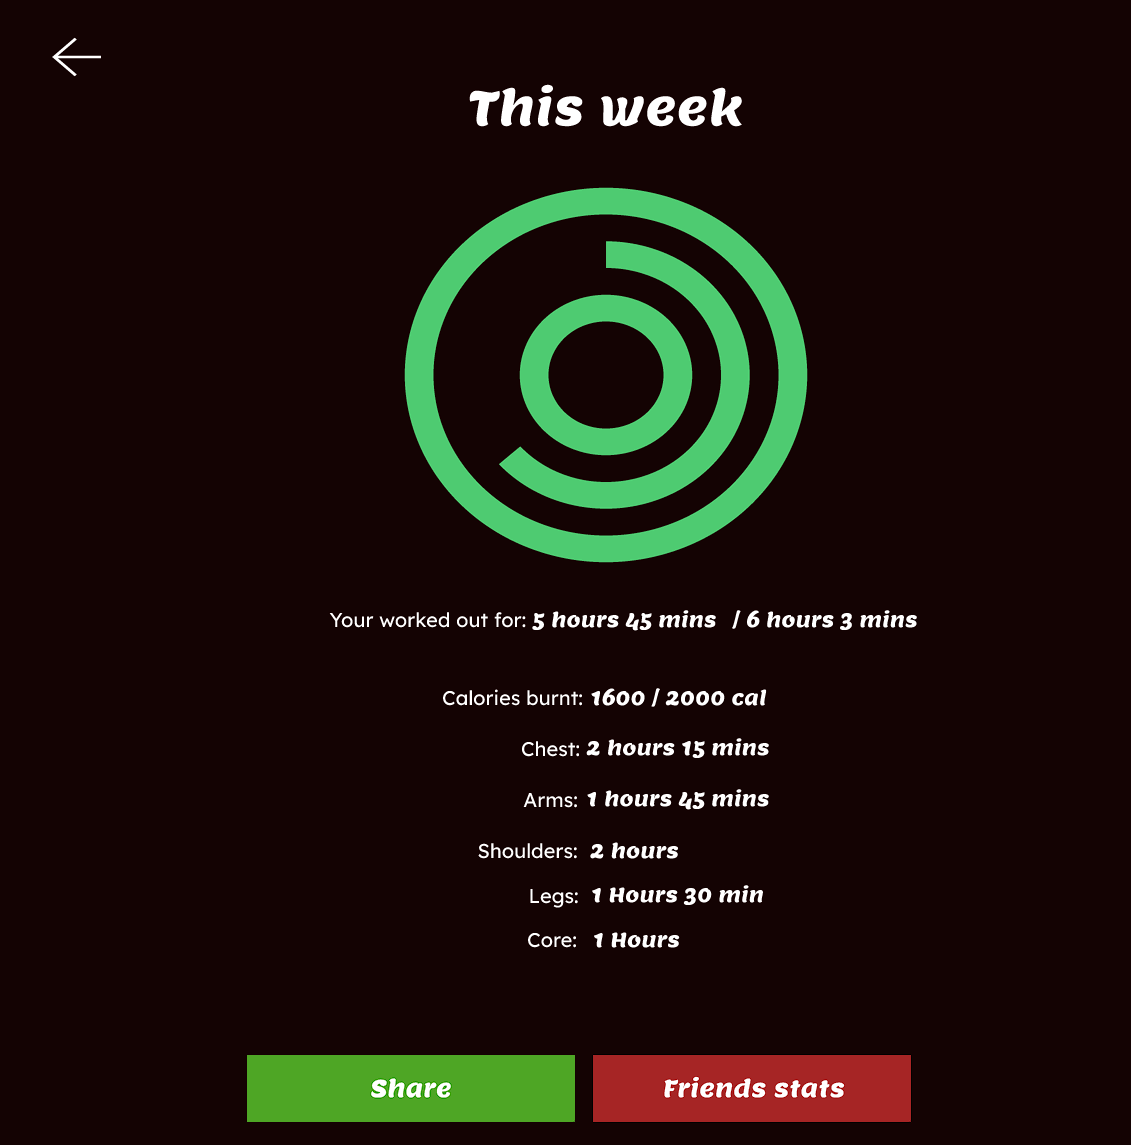 This week
Your worked out for: 5 hours 45 mins / 6 hours 3 mins
Calories burnt: 1600 / 2000 cal
Chest: 2 hours 15 mins
Arms: 1 hours 45 mins
Shoulders: 2 hours
Legs: 1 Hours 30 min
Core: 1 Hours
Share
Friends stats